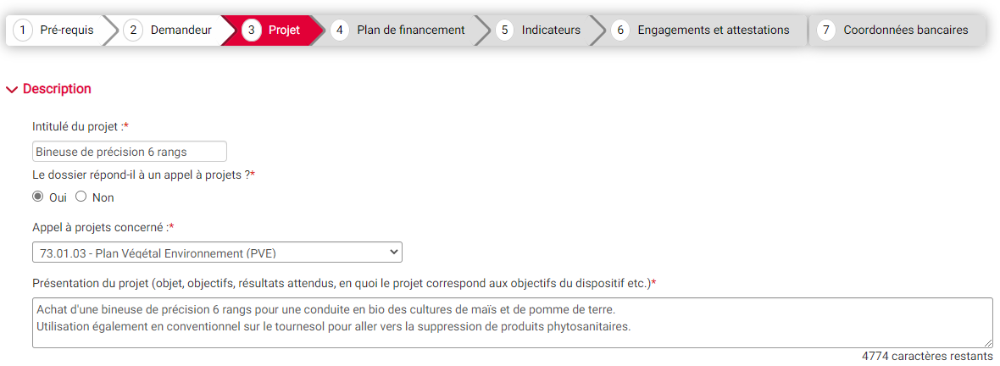 1 Pré-requis 2 Demandeur 3 Projet 4 Plan de financement 5 Indicateurs 6 Engagements et attestations 7 Coordonnées bancaires
Description
Intitulé du projet :*
Bineuse de précision 6 rangs
Le dossier répond-il à un appel à projets ?*
Oui Non
Appel à projets concerné :*
73.01.03 - Plan Végétal Environnement (PVE)
Présentation du projet (objet, objectifs, résultats attendus, en quoi le projet correspond aux objectifs du dispositif etc.)*
Achat d'une bineuse de précision 6 rangs pour une conduite en bio des cultures de maïs et de pomme de terre.
Utilisation également en conventionnel sur le tournesol pour aller vers la suppression de produits phytosanitaires.
4774 caractères restants